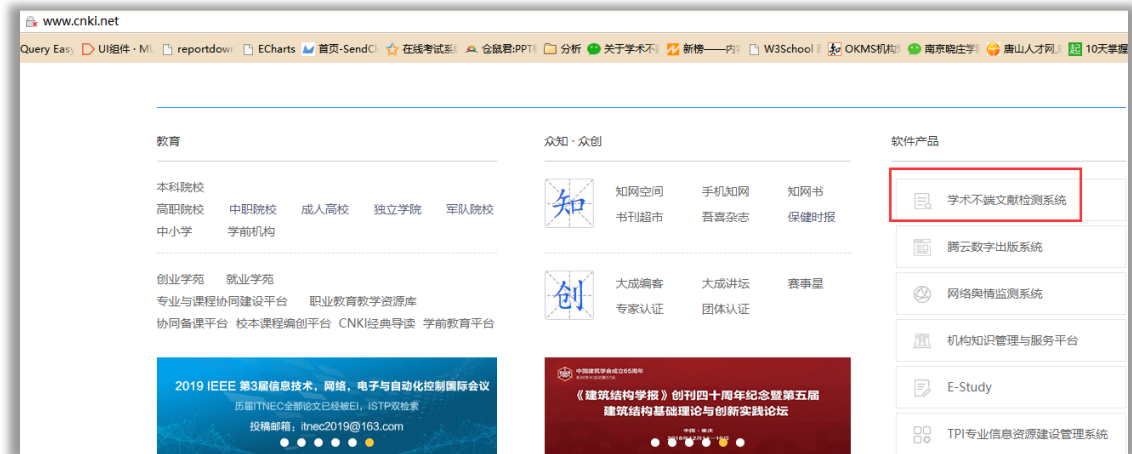 www.cnki.net
Query Eas UI组件·M reportdow ECharts 首页-SendCl 在线考试系 仓鼠君:PPT 分析 关于学术不 新榜——内 W3School OKMS机构 南京晓庄学 唐山人才网, 10天掌握
教育
本科院校
高职院校 中职院校 成人高校 独立学院 军队院校
中小学 学前机构
创业学苑 就业学苑
专业与课程协同建设平台 职业教育教学资源库
协同备课平台 校本课程编创平台 CNKI经典导读 学前教育平台
2019 IEEE 第3届信息技术，网络，电子与自动化控制国际会议
历届ITNEC全部论文已经被EI，ISTP双检索
投稿邮箱：itnec2019@163.com
众知·众创
知
知网空间 手机知网 知网书
书刊超市 吾喜杂志 保健时报
创
大成编客 大成讲坛 赛事星
专家认证 团体认证
中国建筑学会成立65周年
《建筑结构学报》创刊四十周年纪念暨第五届
建筑结构基础理论与创新实践论坛
中国·重庆
软件产品
学术不端文献检测系统
腾云数字出版系统
网络舆情监测系统
机构知识管理与服务平台
E-Study
TPI专业信息资源建设管理系统